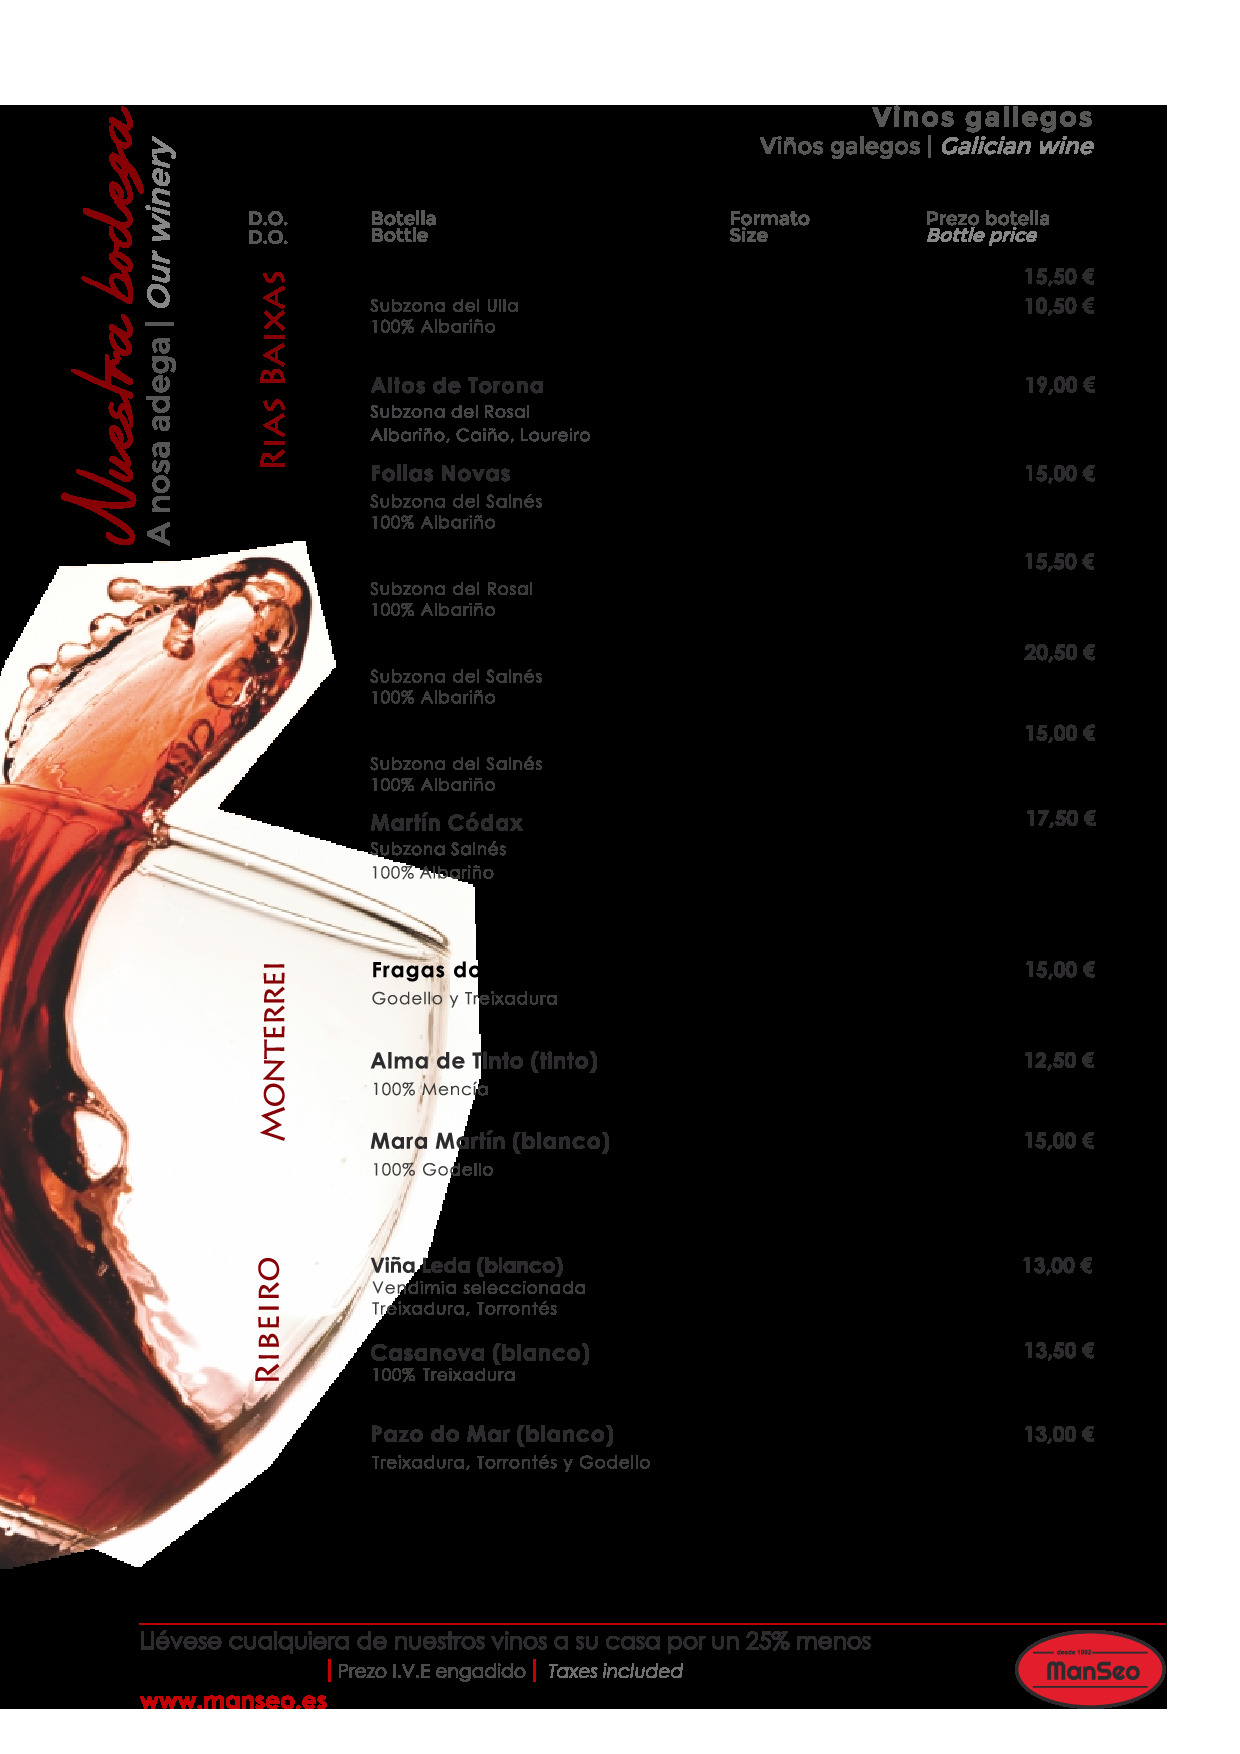 Nuestra bodega
A nosa adega | Our winery
Vinos gallegos
Viños galegos | Galician wine
D.O. Botella Formato Prezo botella
D.O. Bottle Size Bottle price
RIAS BAIXAS
15,50 €
Subzona del Ulla 10,50 €
100% Albariño
Altos de Torona 19,00 €
Subzona del Rosal
Albariño, Caiño, Loureiro
Follas Novas 15,00 €
Subzona del Salnés
100% Albariño
15,50 €
Subzona del Rosal
100% Albariño
20,50 €
Subzona del Salnés
100% Albariño
15,00 €
Subzona del Salnés
100% Albariño
Martín Códax 17,50 €
Subzona Salnés
100% Albariño
MONTERREI
Fragas do 15,00 €
Godello y Treixadura
Alma de Tinto (tinto) 12,50 €
100% Mencía
Mara Martín (blanco) 15,00 €
100% Godello
RIBEIRO
Viña Leda (blanco) 13,00 €
Vendimia seleccionada
Treixadura, Torrontés
Casanova (blanco) 13,50 €
100% Treixadura
Pazo do Mar (blanco) 13,00 €
Treixadura, Torrontés y Godello
Llévese cualquiera de nuestros vinos a su casa por un 25% menos
| Prezo I.V.E engadido | Taxes included
www.manseo.es
desde 1992
ManSeo